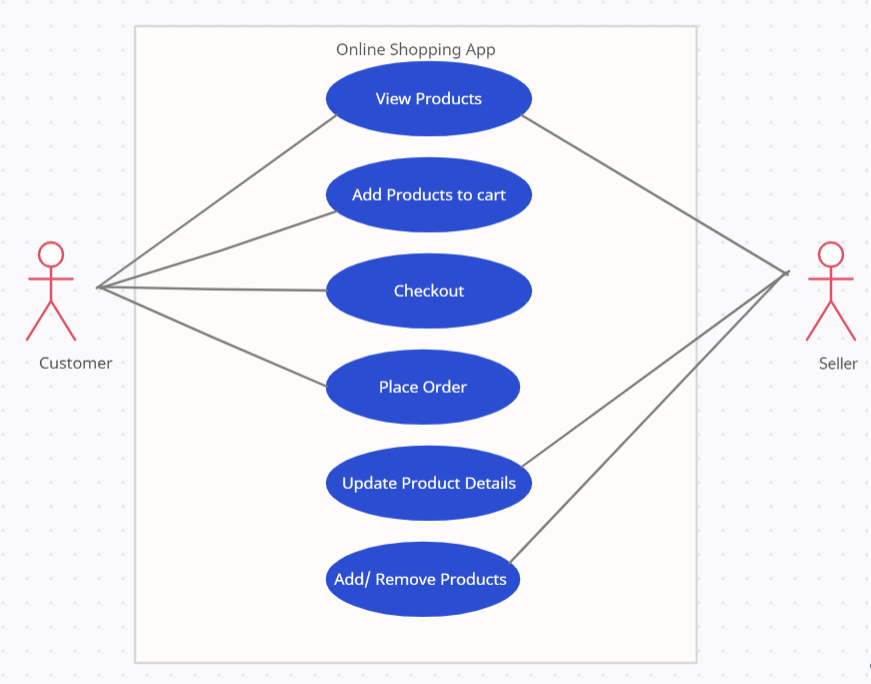 Online Shopping App
View Products
Add Products to cart
Checkout
Customer
Seller
Place Order
Update Product Details
Add/ Remove Products